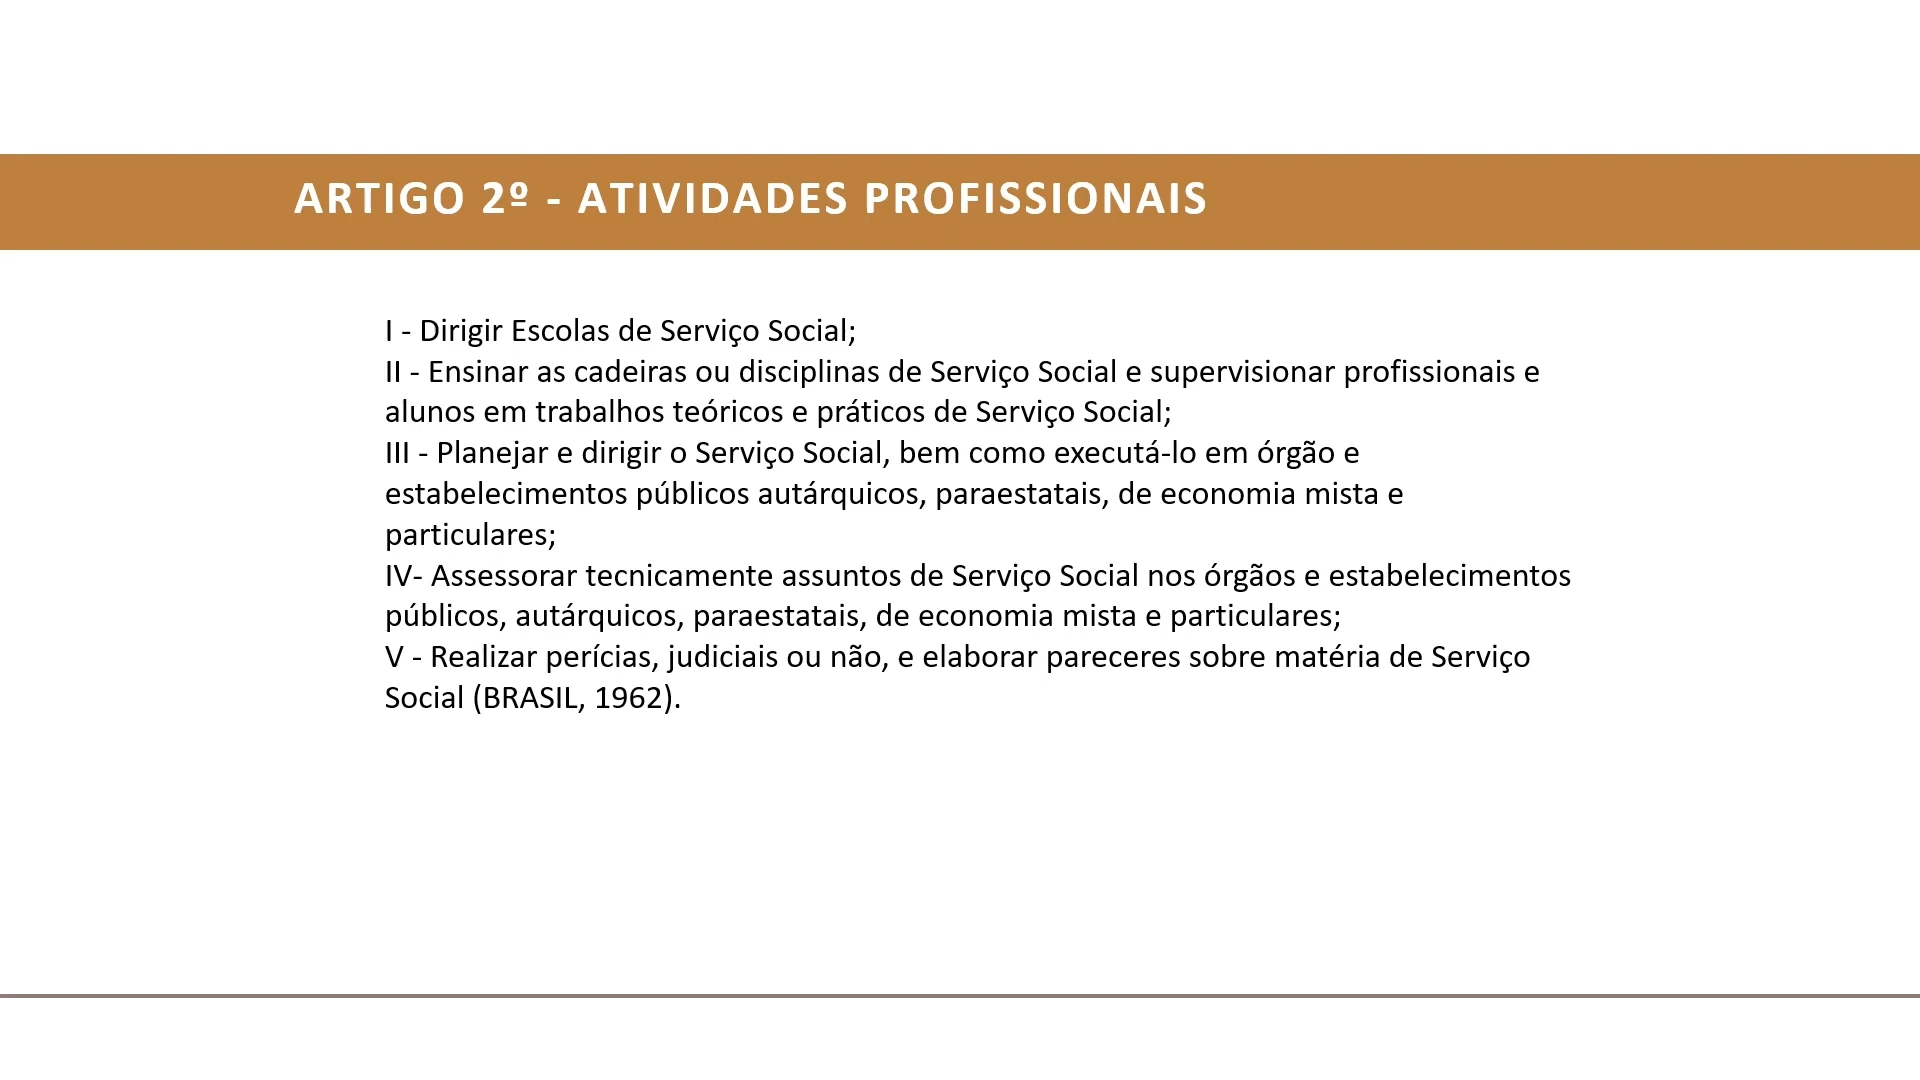 ARTIGO 2º - ATIVIDADES PROFISSIONAIS
I - Dirigir Escolas de Serviço Social;
II - Ensinar as cadeiras ou disciplinas de Serviço Social e supervisionar profissionais e
alunos em trabalhos teóricos e práticos de Serviço Social;
III - Planejar e dirigir o Serviço Social, bem como executá-lo em órgão e
estabelecimentos públicos autárquicos, paraestatais, de economia mista e
particulares;
IV- Assessorar tecnicamente assuntos de Serviço Social nos órgãos e estabelecimentos
públicos, autárquicos, paraestatais, de economia mista e particulares;
V - Realizar perícias, judiciais ou não, e elaborar pareceres sobre matéria de Serviço
Social (BRASIL, 1962).